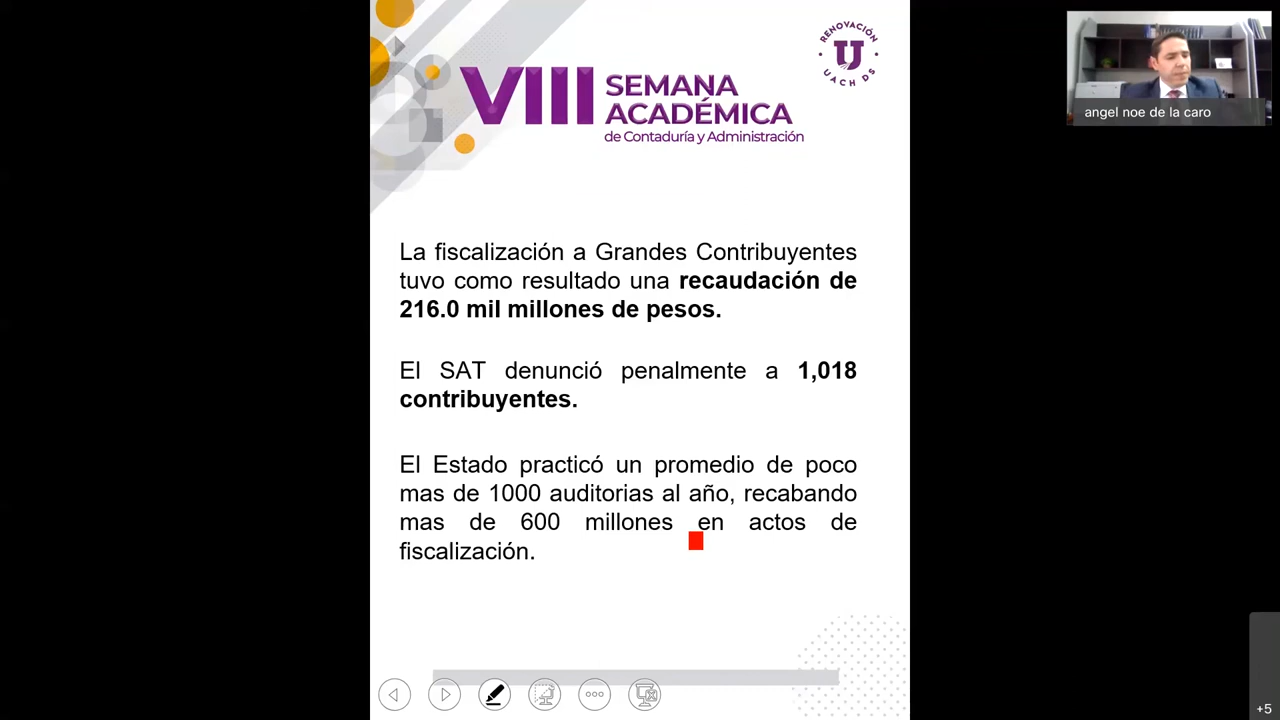 RENOVACIÓN
U
UACH DS
VIII SEMANA
ACADÉMICA
de Contaduría y Administración
angel noe de la caro
La fiscalización a Grandes Contribuyentes
tuvo como resultado una recaudación de
216.0 mil millones de pesos.
El SAT denunció penalmente a 1,018
contribuyentes.
El Estado practicó un promedio de poco
mas de 1000 auditorias al año, recabando
mas de 600 millones en actos de
fiscalización.
+5